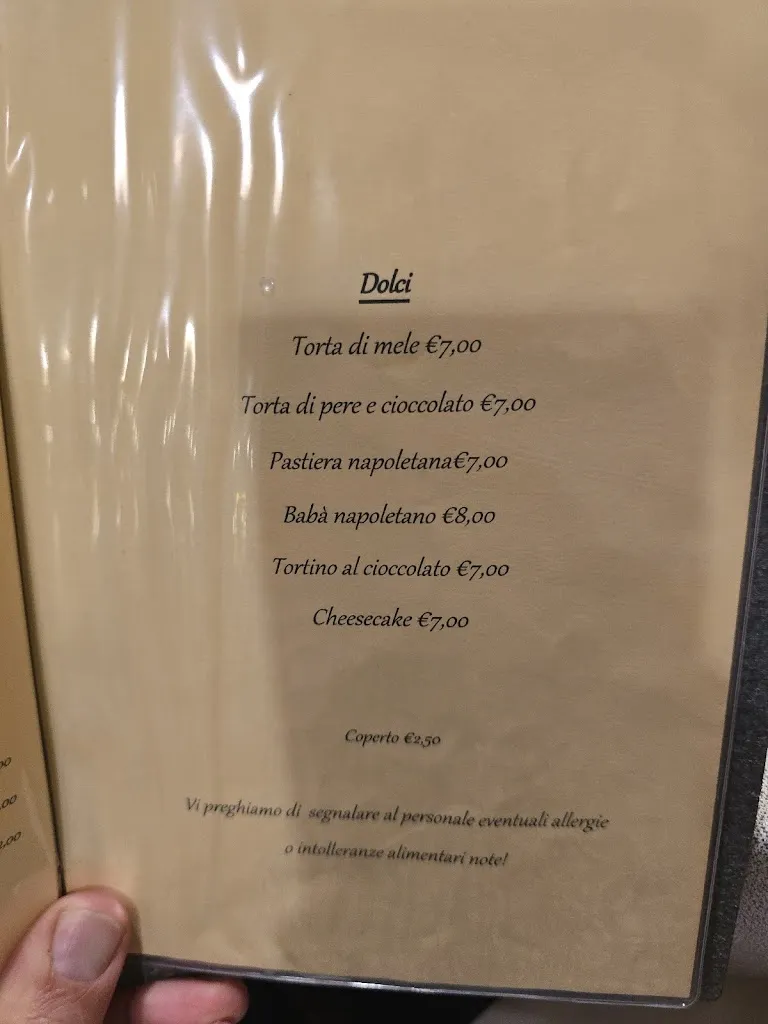 Dolci
Torta di mele €7,00
Torta di pere e cioccolato €7,00
Pastiera napoletana€7,00
Babà napoletano €8,00
Tortino al cioccolato €7,00
Cheesecake €7,00
Coperto €2,50
Vi preghiamo di segnalare al personale eventuali allergie
o intolleranze alimentari note!